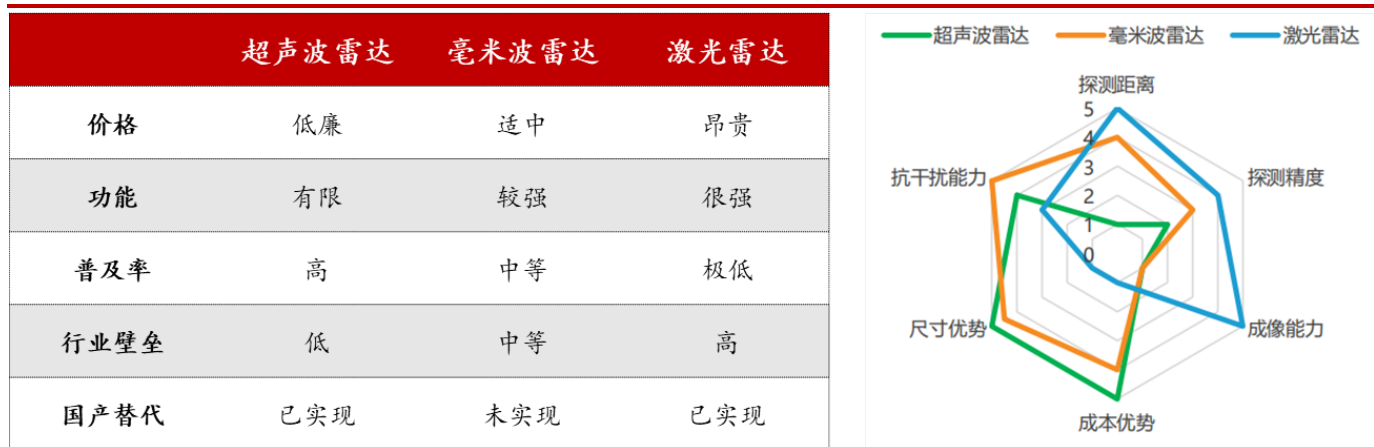 超声波雷达 毫米波雷达 激光雷达
价格 低廉 适中 昂贵
功能 有限 较强 很强
普及率 高 中等 极低
行业壁垒 低 中等 高
国产替代 已实现 未实现 已实现
超声波雷达 毫米波雷达 激光雷达
探测距离
5
4
3
2
1
0
抗干扰能力
探测精度
尺寸优势
成像能力
成本优势